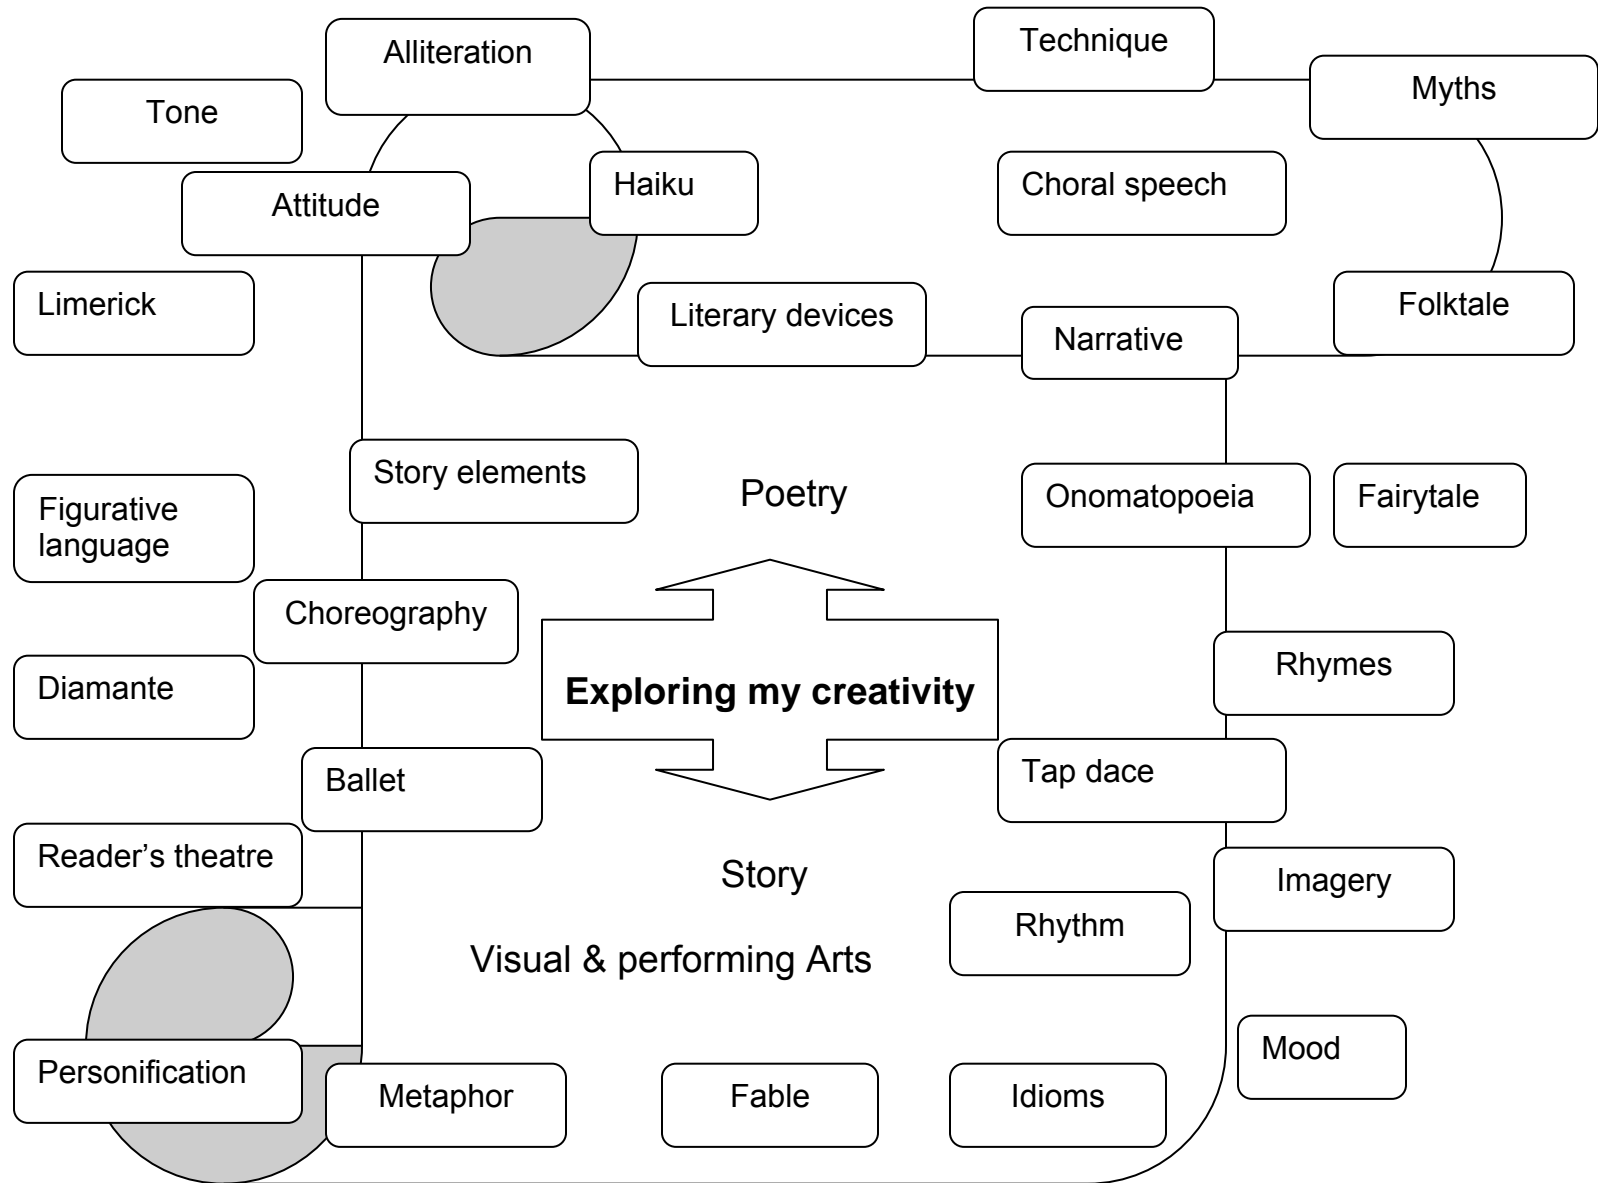 Alliteration
Technique
Myths
Tone
Attitude
Haiku
Choral speech
Limerick
Literary devices
Narrative
Folktale
Story elements
Poetry
Onomatopoeia
Fairytale
Figurative
language
Choreography
Exploring my creativity
Rhymes
Diamante
Ballet
Tap dace
Reader’s theatre
Story
Imagery
Rhythm
Visual & performing Arts
Mood
Personification
Metaphor
Fable
Idioms